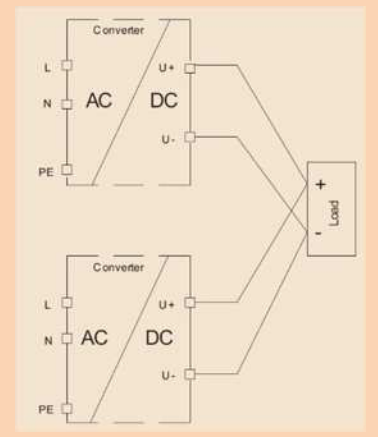 Converter
L
U+
N
AC
DC
U-
PE
+
-
Load
Converter
L
U+
N
AC
DC
U-
PE